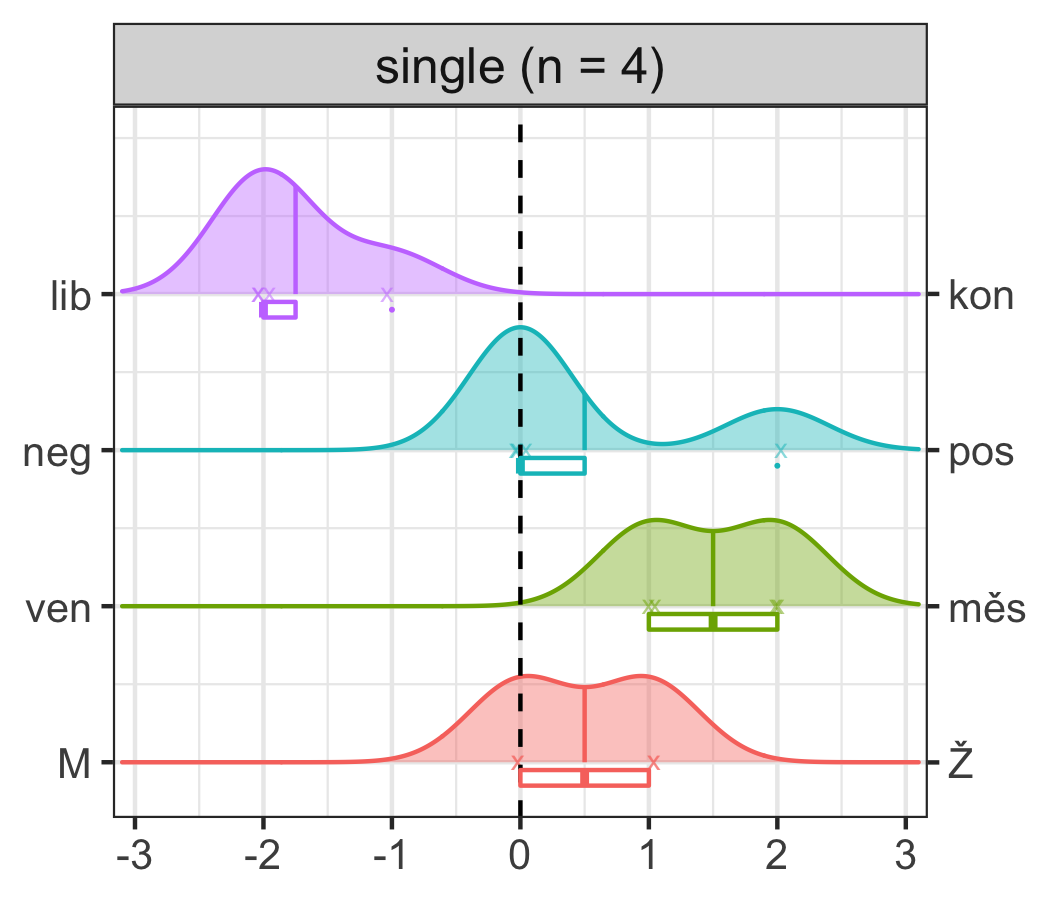 single (n = 4)
lib kon
neg pos
ven měs
M Ž
-3 -2 -1 0 1 2 3